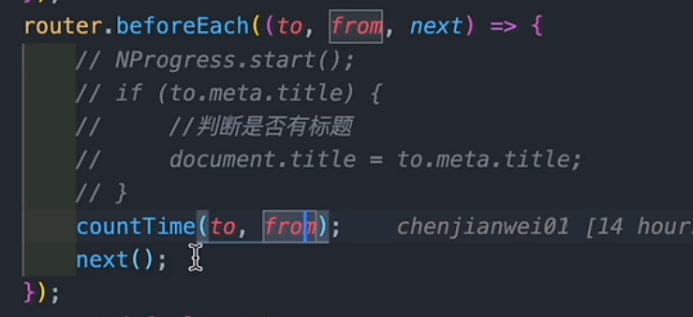 router.beforeEach((to, from, next) => {
// NProgress.start();
// if (to.meta.title) {
//     //判断是否有标题
//     document.title = to.meta.title;
// }
countTime(to, from);     chenjianwei01 [14 hour
next();
});